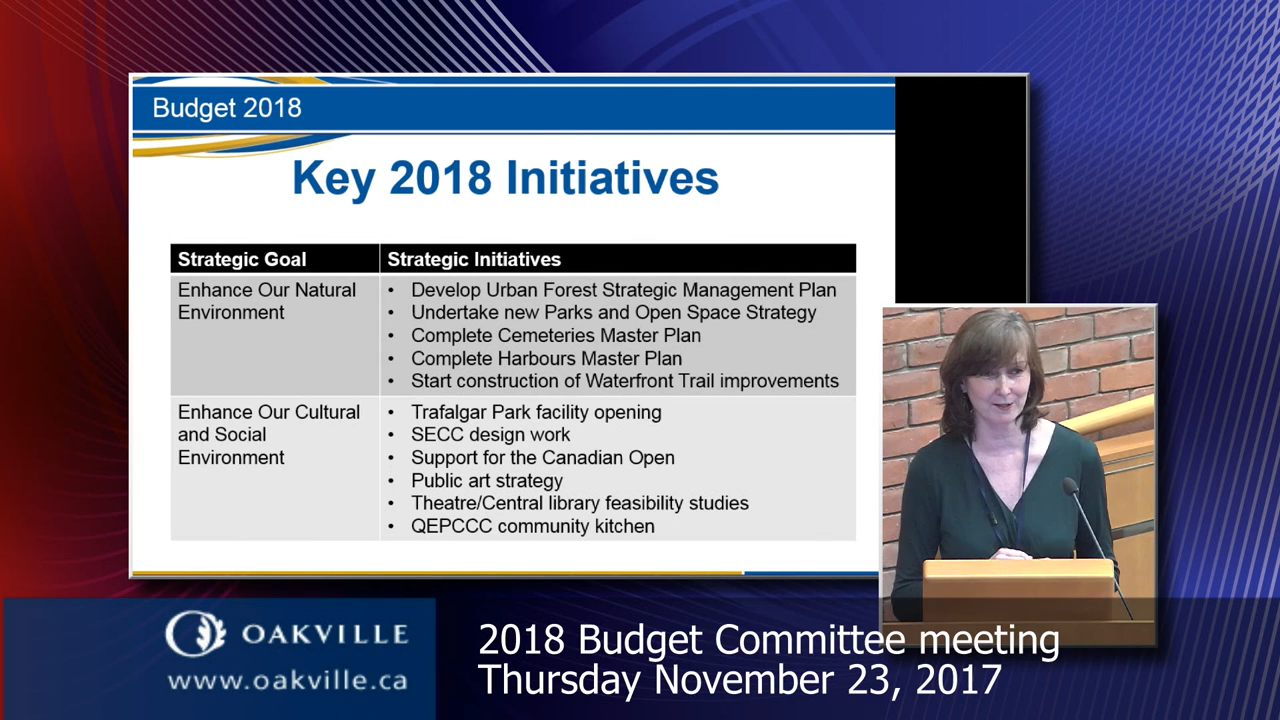 Budget 2018
Key 2018 Initiatives
Strategic Goal
Strategic Initiatives
Enhance Our Natural
Environment
• Develop Urban Forest Strategic Management Plan
• Undertake new Parks and Open Space Strategy
• Complete Cemeteries Master Plan
• Complete Harbours Master Plan
• Start construction of Waterfront Trail improvements
Enhance Our Cultural
and Social
Environment
• Trafalgar Park facility opening
• SECC design work
• Support for the Canadian Open
• Public art strategy
• Theatre/Central library feasibility studies
• QEPCCC community kitchen
OAKVILLE
www.oakville.ca
2018 Budget Committee meeting
Thursday November 23, 2017